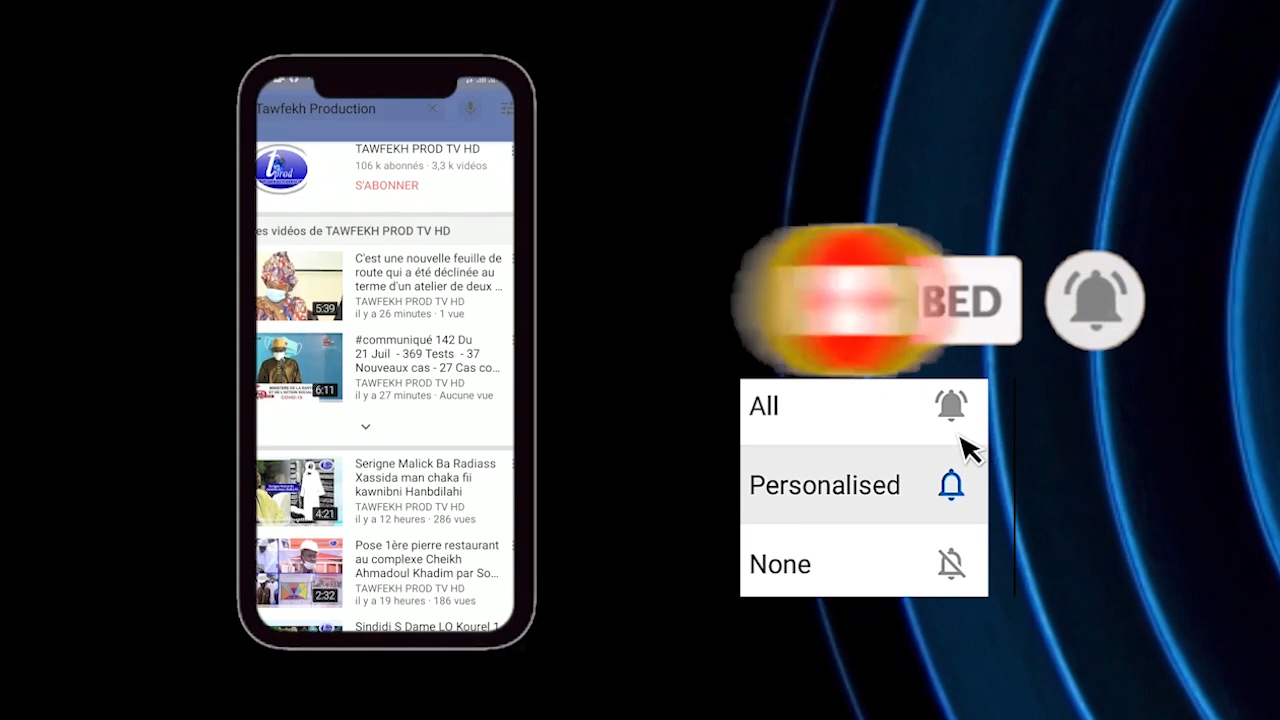 Tawfekh Production
TAWFEKH PROD TV HD
106 k abonnés · 3,3 k vidéos
S'ABONNER
t
prod
es vidéos de TAWFEKH PROD TV HD
C'est une nouvelle feuille de
route qui a été déclinée au
terme d'un atelier de deux ...
TAWFEKH PROD TV HD
il y a 26 minutes · 1 vue
5:39
#communiqué 142 Du
21 Juil - 369 Tests - 37
Nouveaux cas - 27 Cas co...
TAWFEKH PROD TV HD
il y a 27 minutes · Aucune vue
6:11
COVID-19
Serigne Malick Ba Radiass
Xassida man chaka fii
kawnibni Hanbdilahi
TAWFEKH PROD TV HD
il y a 12 heures · 286 vues
4:21
Pose 1ère pierre restaurant
au complexe Cheikh
Ahmadoul Khadim par So...
TAWFEKH PROD TV HD
il y a 19 heures · 186 vues
2:32
Sindidi S Dame LO Kourel 1
BED
All
Personalised
None